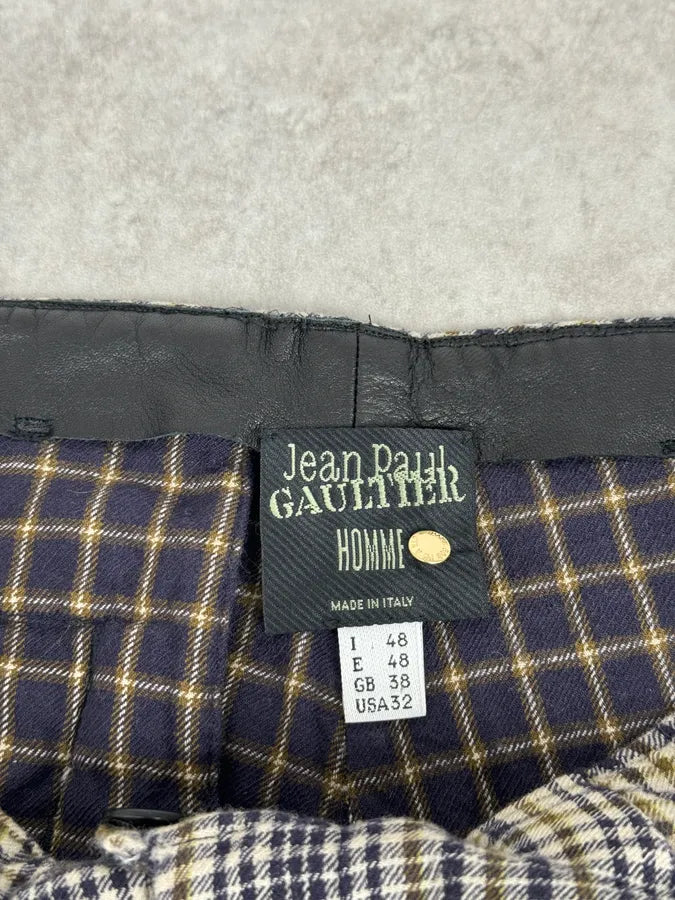 Jean Paul
GAULTIER
HOMME
MADE IN ITALY
I 48
E 48
GB 38
USA32